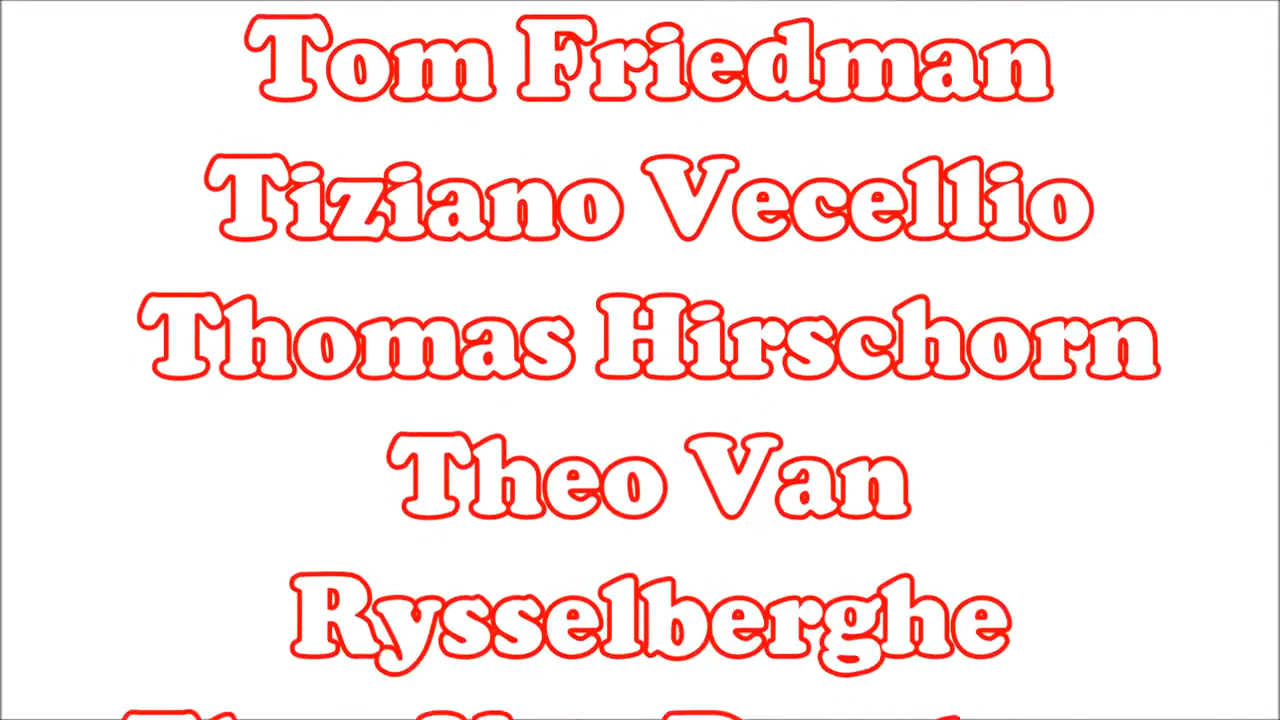 Tom Friedman
Tiziano Vecellio
Thomas Hirschorn
Theo Van
Rysselberghe